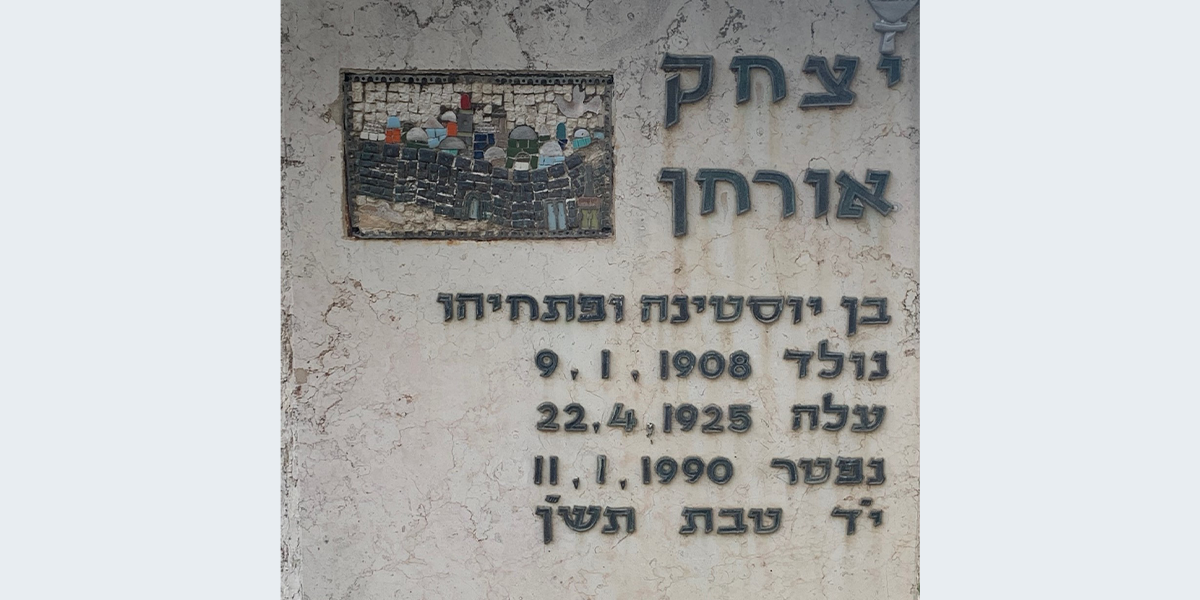 יצחק
אורחן
בן יוסטינה ופתחיהו
נולד 9.1.1908
עלה 22.4.1925
נפטר 11.1.1990
י"ד טבת תש"ן